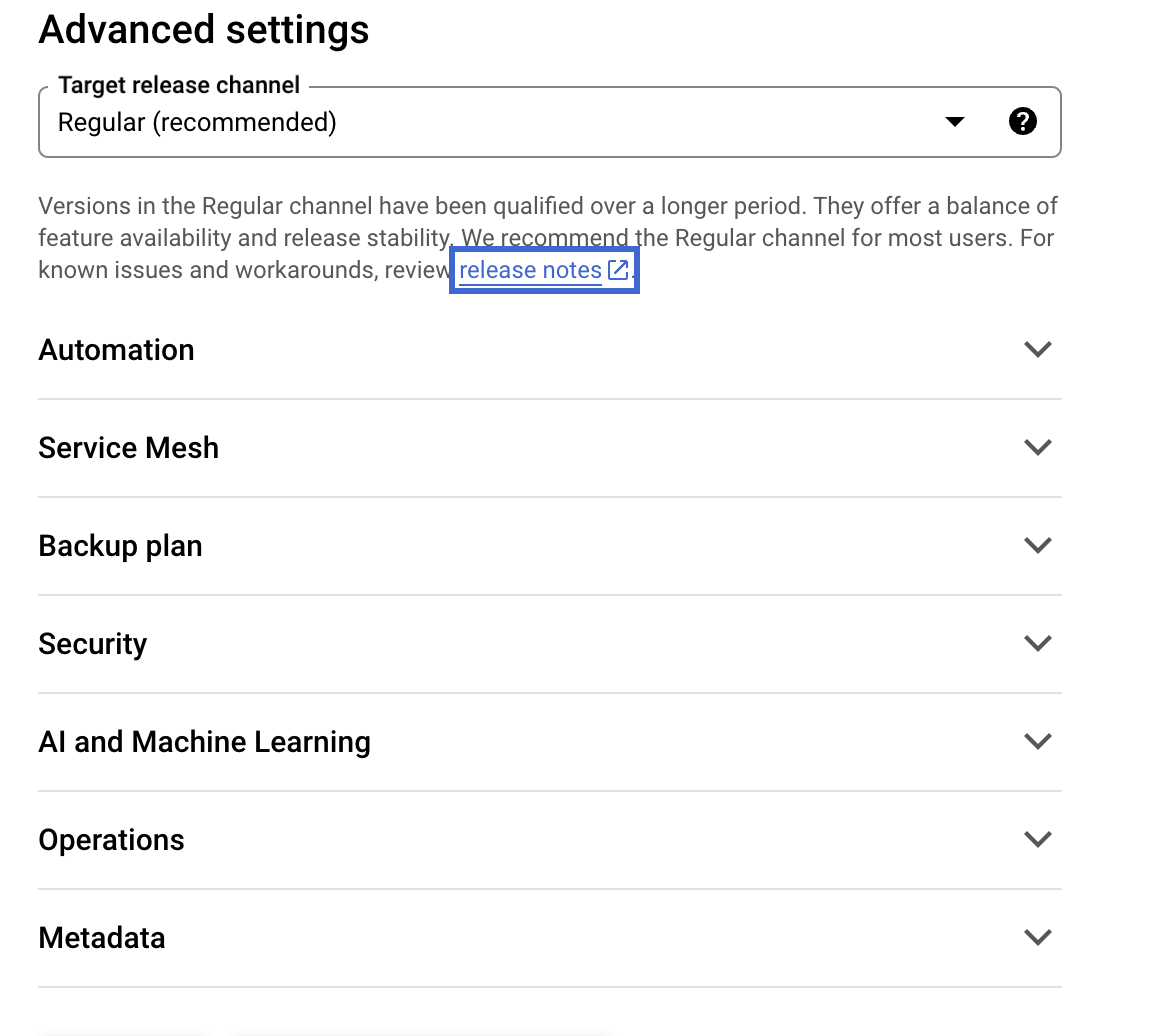 Advanced settings
Target release channel
Regular (recommended)
Versions in the Regular channel have been qualified over a longer period. They offer a balance of
feature availability and release stability. We recommend the Regular channel for most users. For
known issues and workarounds, review release notes.
Automation
Service Mesh
Backup plan
Security
AI and Machine Learning
Operations
Metadata